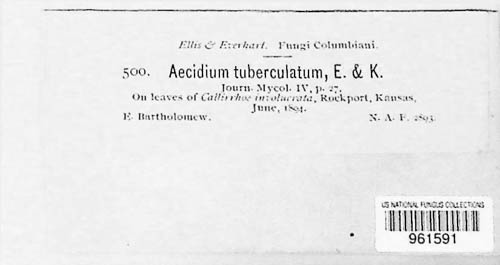 Ellis & Everhart. Fungi Columbiani.
500. Aecidium tuberculatum, E. & K.
Journ. Mycol. IV, p. 27.
On leaves of Callirrhoe involucrata, Rockport, Kansas,
June, 1894.
E. Bartholomew. N. A. F. 2893.
US NATIONAL FUNGUS COLLECTIONS
961591